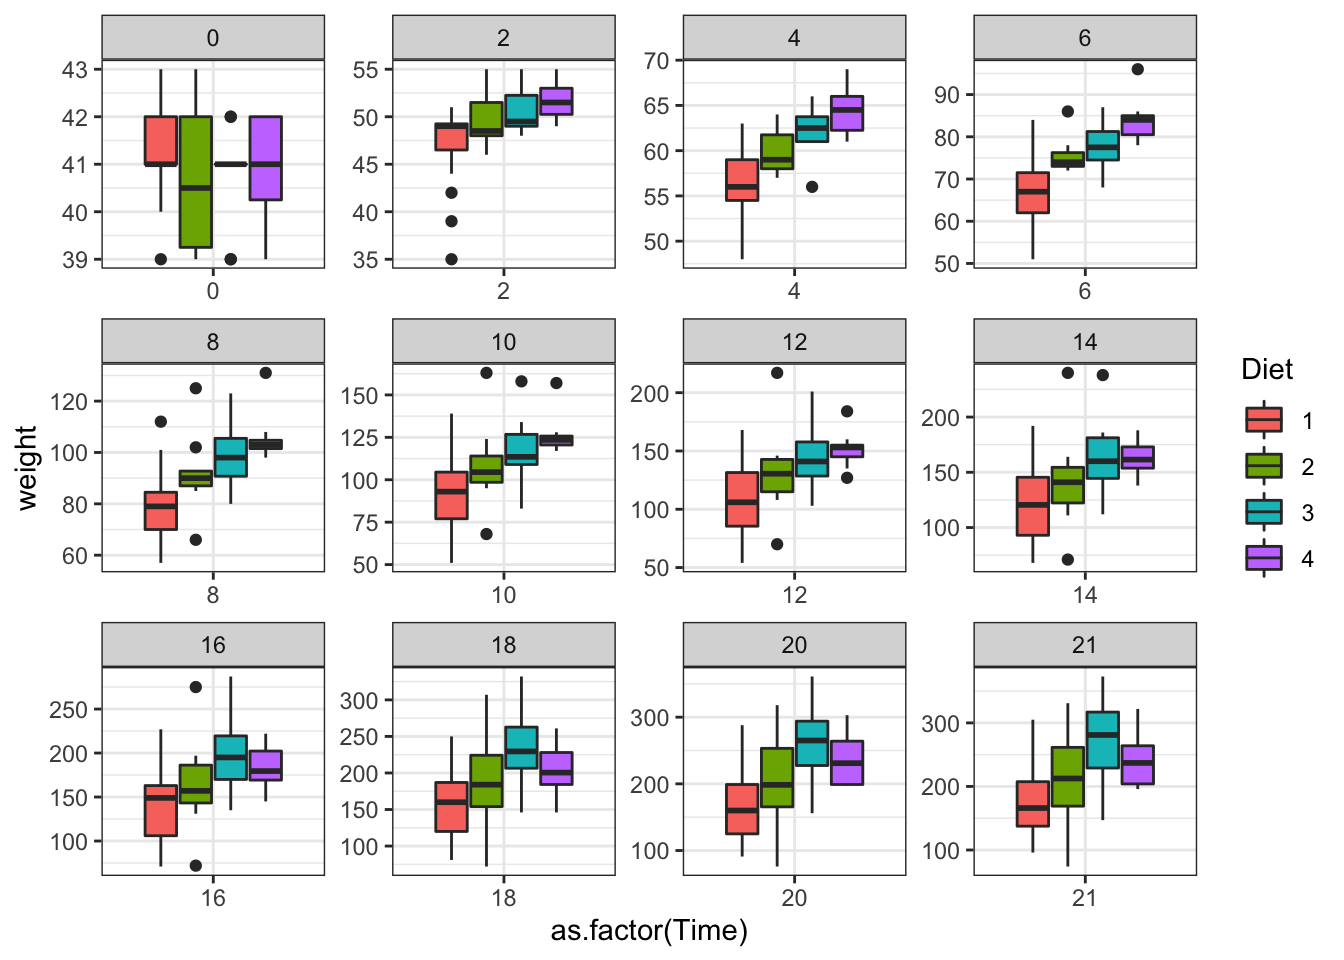 0 2 4 6
43 42 41 40 39
55 50 45 40 35
70 65 60 55 50
90 80 70 60 50
0 2 4 6
8 10 12 14
120 100 80 60
150 125 100 75 50
200 150 100 50
200 150 100
8 10 12 14
16 18 20 21
250 200 150 100
300 250 200 150 100
300 200 100
300 200 100
16 18 20 21
weight
as.factor(Time)
Diet
1
2
3
4